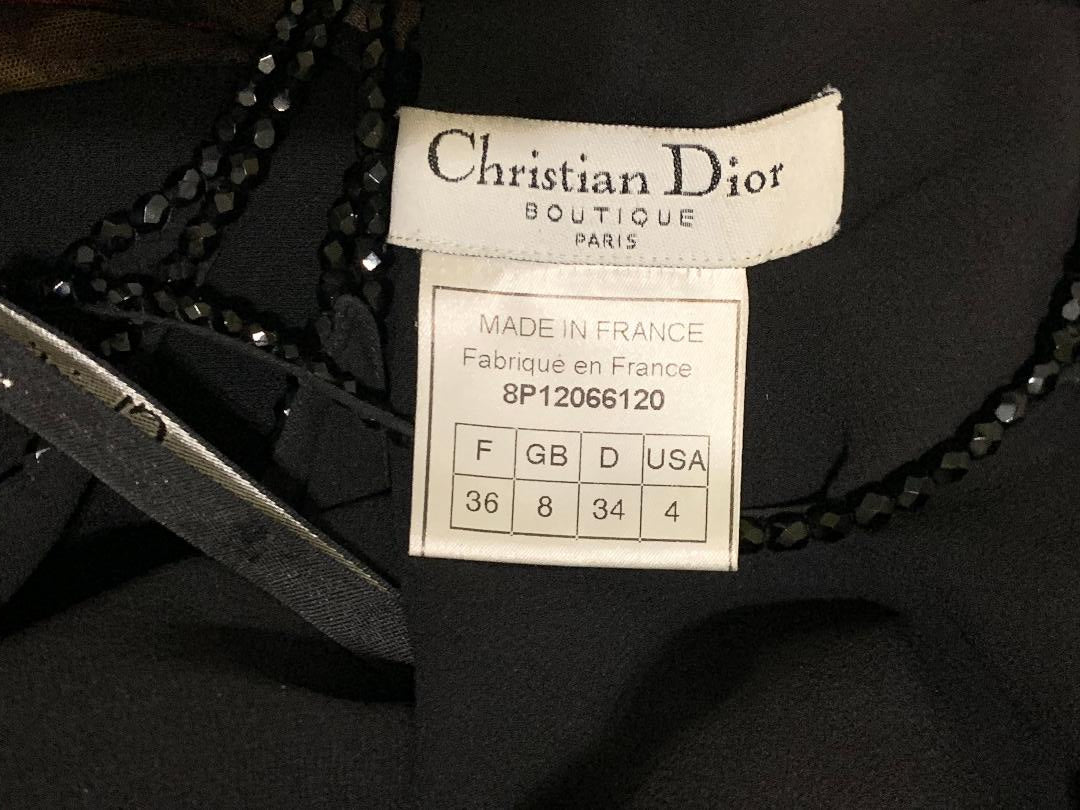 Christian Dior
BOUTIQUE
PARIS
MADE IN FRANCE
Fabriqué en France
8P12066120
F GB D USA
36 8 34 4